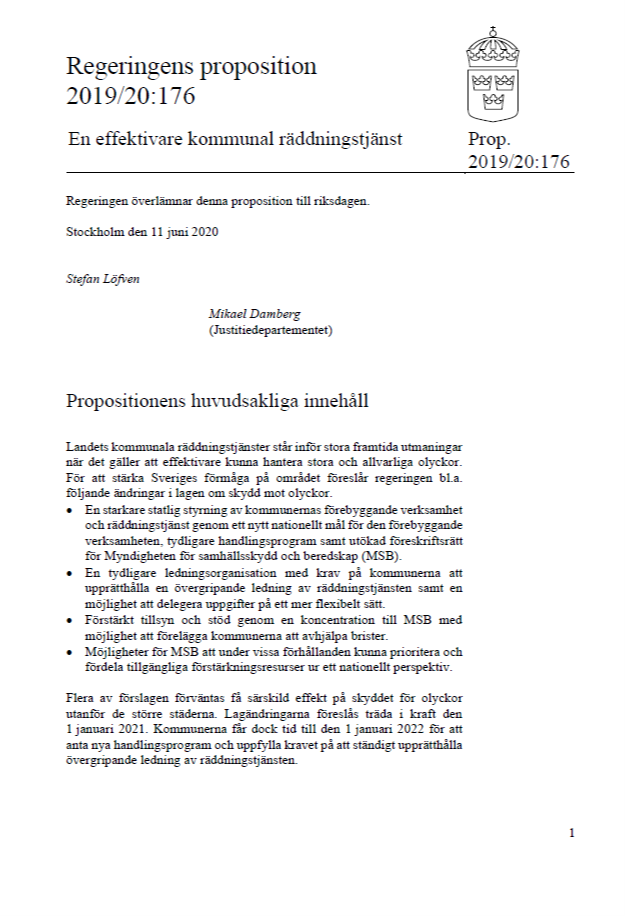 Regeringens proposition
2019/20:176
En effektivare kommunal räddningstjänst
Prop.
2019/20:176
Regeringen överlämnar denna proposition till riksdagen.
Stockholm den 11 juni 2020
Stefan Löfven
Mikael Damberg
(Justitiedepartementet)
Propositionens huvudsakliga innehåll
Landets kommunala räddningstjänster står inför stora framtida utmaningar
när det gäller att effektivare kunna hantera stora och allvarliga olyckor.
För att stärka Sveriges förmåga på området föreslår regeringen bl.a.
följande ändringar i lagen om skydd mot olyckor.
• En starkare statlig styrning av kommunernas förebyggande verksamhet
och räddningstjänst genom ett nytt nationellt mål för den förebyggande
verksamheten, tydligare handlingsprogram samt utökad föreskriftsrätt
för Myndigheten för samhällsskydd och beredskap (MSB).
• En tydligare ledningsorganisation med krav på kommunerna att
upprätthålla en övergripande ledning av räddningstjänsten samt en
möjlighet att delegera uppgifter på ett mer flexibelt sätt.
• Förstärkt tillsyn och stöd genom en koncentration till MSB med
möjlighet att förelägga kommunerna att avhjälpa brister.
• Möjligheter för MSB att under vissa förhållanden kunna prioritera och
fördela tillgängliga förstärkningsresurser ur ett nationellt perspektiv.
Flera av förslagen förväntas få särskild effekt på skyddet för olyckor
utanför de större städerna. Lagändringarna föreslås träda i kraft den
1 januari 2021. Kommunerna får dock tid till den 1 januari 2022 för att
anta nya handlingsprogram och uppfylla kravet på att ständigt upprätthålla
övergripande ledning av räddningstjänsten.
1